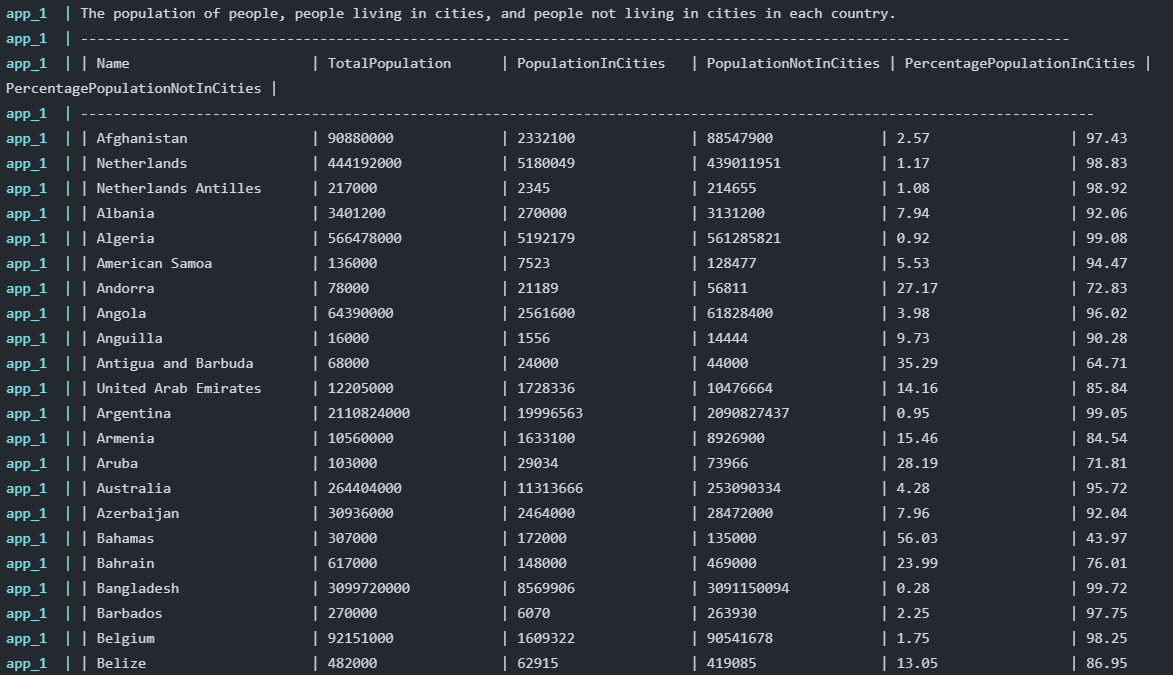 app_1  | The population of people, people living in cities, and people not living in cities in each country.
app_1  | ------------------------------------------------------------------------------------------------------------------------
app_1  | | Name                      | TotalPopulation      | PopulationInCities   | PopulationNotInCities | PercentagePopulationInCities |
PercentagePopulationNotInCities |
app_1  | ---------------------------------------------------------------------------------------------------------------------------
app_1  | | Afghanistan               | 90880000             | 2332100              | 88547900             | 2.57                  | 97.43
app_1  | | Netherlands               | 444192000            | 5180049              | 439011951            | 1.17                  | 98.83
app_1  | | Netherlands Antilles      | 217000               | 2345                 | 214655               | 1.08                  | 98.92
app_1  | | Albania                   | 3401200              | 270000               | 3131200              | 7.94                  | 92.06
app_1  | | Algeria                   | 566478000            | 5192179              | 561285821            | 0.92                  | 99.08
app_1  | | American Samoa            | 136000               | 7523                 | 128477               | 5.53                  | 94.47
app_1  | | Andorra                   | 78000                | 21189                | 56811                | 27.17                 | 72.83
app_1  | | Angola                    | 64390000             | 2561600              | 61828400             | 3.98                  | 96.02
app_1  | | Anguilla                  | 16000                | 1556                 | 14444                | 9.73                  | 90.28
app_1  | | Antigua and Barbuda       | 68000                | 24000                | 44000                | 35.29                 | 64.71
app_1  | | United Arab Emirates      | 12205000             | 1728336              | 10476664             | 14.16                 | 85.84
app_1  | | Argentina                 | 2110824000           | 19996563             | 2090827437           | 0.95                  | 99.05
app_1  | | Armenia                   | 10560000             | 1633100              | 8926900              | 15.46                 | 84.54
app_1  | | Aruba                     | 103000               | 29034                | 73966                | 28.19                 | 71.81
app_1  | | Australia                 | 264404000            | 11313666             | 253090334            | 4.28                  | 95.72
app_1  | | Azerbaijan                | 30936000             | 2464000              | 28472000             | 7.96                  | 92.04
app_1  | | Bahamas                   | 307000               | 172000               | 135000               | 56.03                 | 43.97
app_1  | | Bahrain                   | 617000               | 148000               | 469000               | 23.99                 | 76.01
app_1  | | Bangladesh                | 3099720000           | 8569906              | 3091150094           | 0.28                  | 99.72
app_1  | | Barbados                  | 270000               | 6070                 | 263930               | 2.25                  | 97.75
app_1  | | Belgium                   | 92151000             | 1609322              | 90541678             | 1.75                  | 98.25
app_1  | | Belize                    | 482000               | 62915                | 419085               | 13.05                 | 86.95